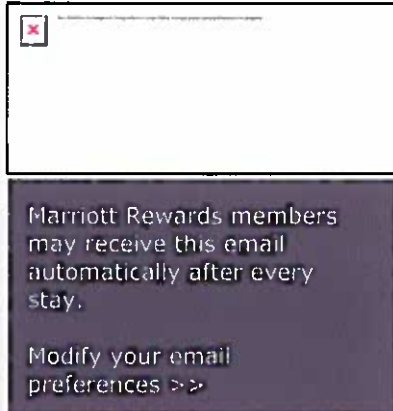 Marriott Rewards members
may receive this email
automatically after every
stay.
Modify your email
preferences >>